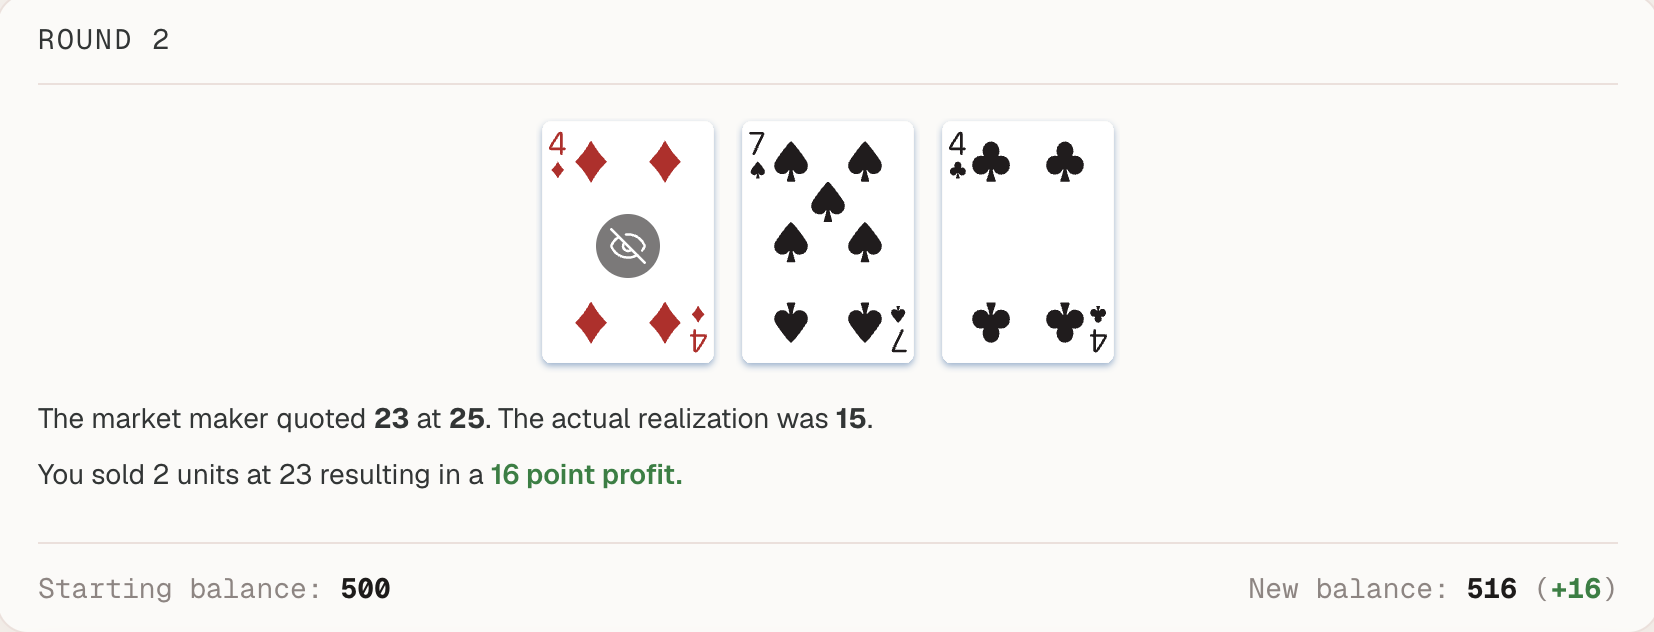 ROUND 2
4 7 4
4 7 4
The market maker quoted 23 at 25. The actual realization was 15.
You sold 2 units at 23 resulting in a 16 point profit.
Starting balance: 500 New balance: 516 (+16)